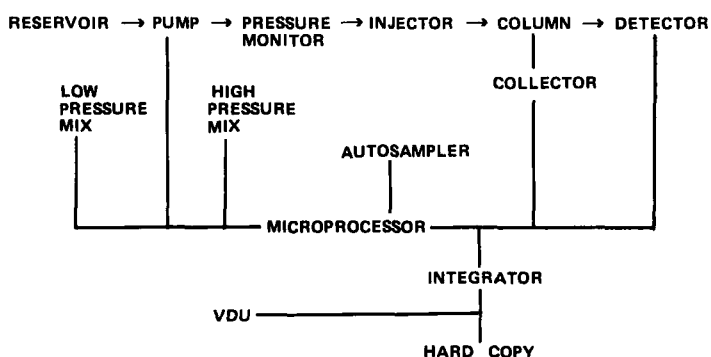 RESERVOIR → PUMP → PRESSURE MONITOR → INJECTOR → COLUMN → DETECTOR
LOW PRESSURE MIX
HIGH PRESSURE MIX
COLLECTOR
AUTOSAMPLER
MICROPROCESSOR
INTEGRATOR
VDU
HARD COPY